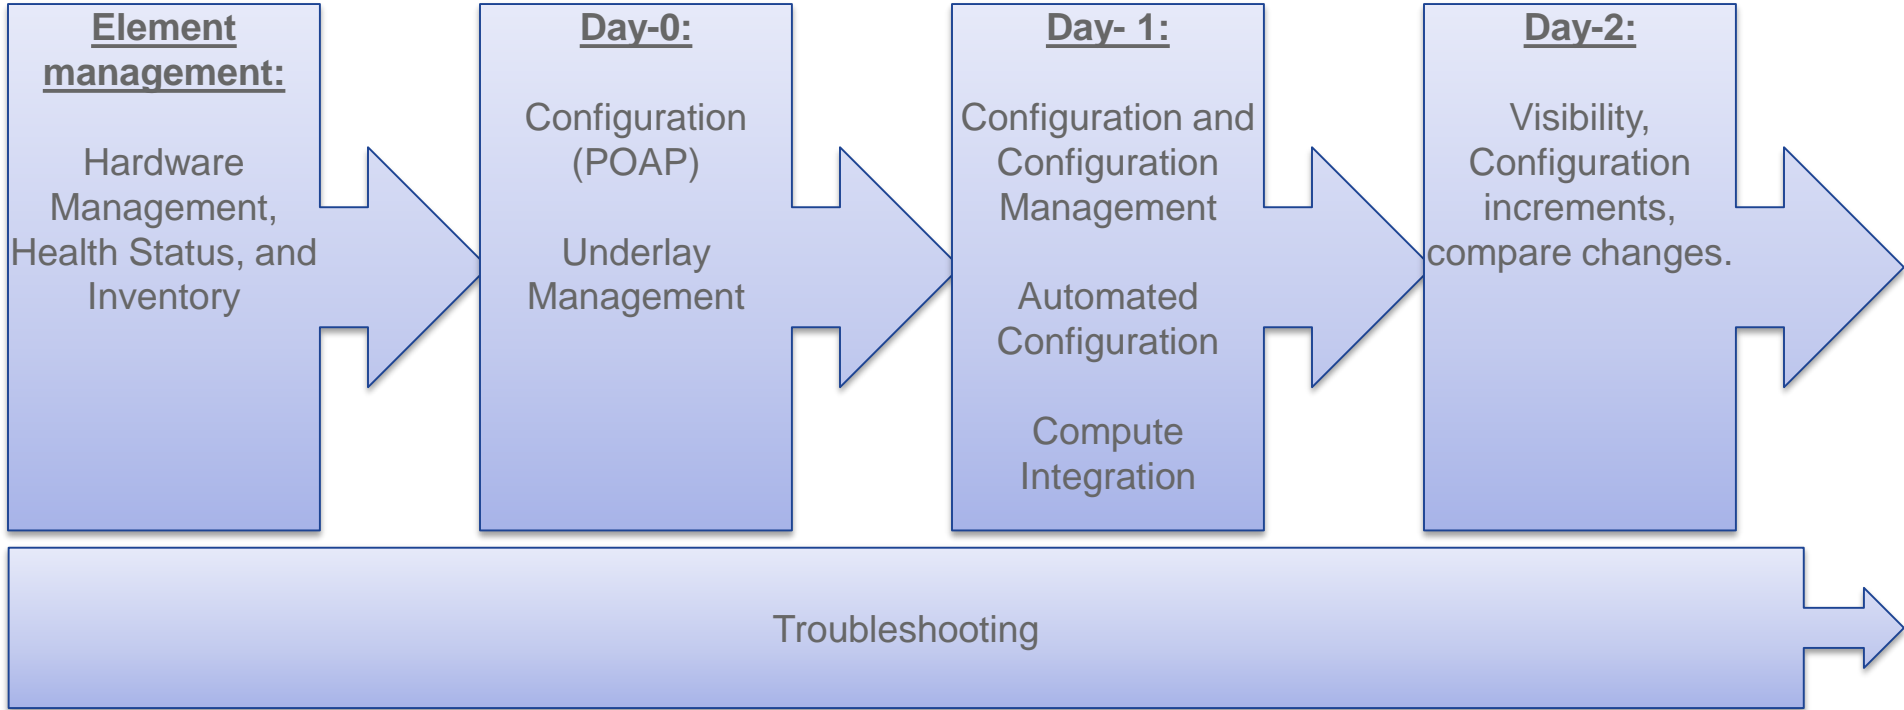 Element
management:
Hardware
Management,
Health Status, and
Inventory
Day-0:
Configuration
(POAP)
Underlay
Management
Day- 1:
Configuration and
Configuration
Management
Automated
Configuration
Compute
Integration
Day-2:
Visibility,
Configuration
increments,
compare changes.
Troubleshooting